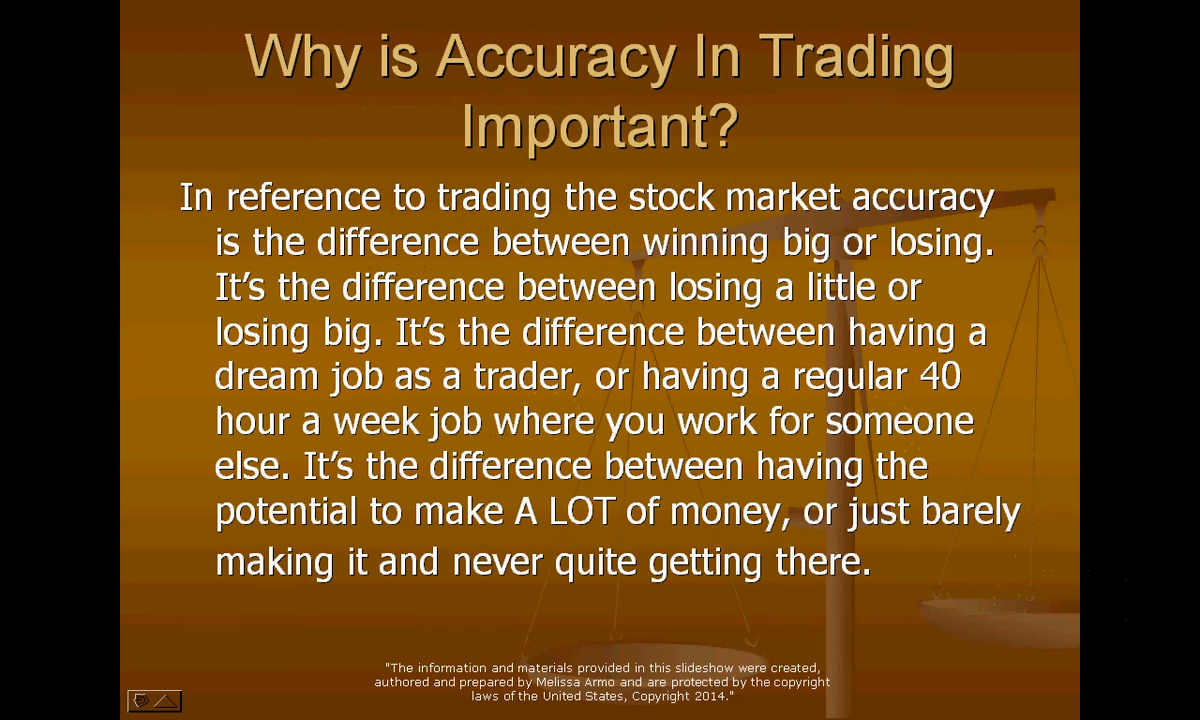 Why is Accuracy In Trading
Important?
In reference to trading the stock market accuracy
is the difference between winning big or losing.
It's the difference between losing a little or
losing big. It's the difference between having a
dream job as a trader, or having a regular 40
hour a week job where you work for someone
else. It's the difference between having the
potential to make A LOT of money, or just barely
making it and never quite getting there.
"The information and materials provided in this slideshow were created,
authored and prepared by Melissa Armo and are protected by the copyright
laws of the United States, Copyright 2014."